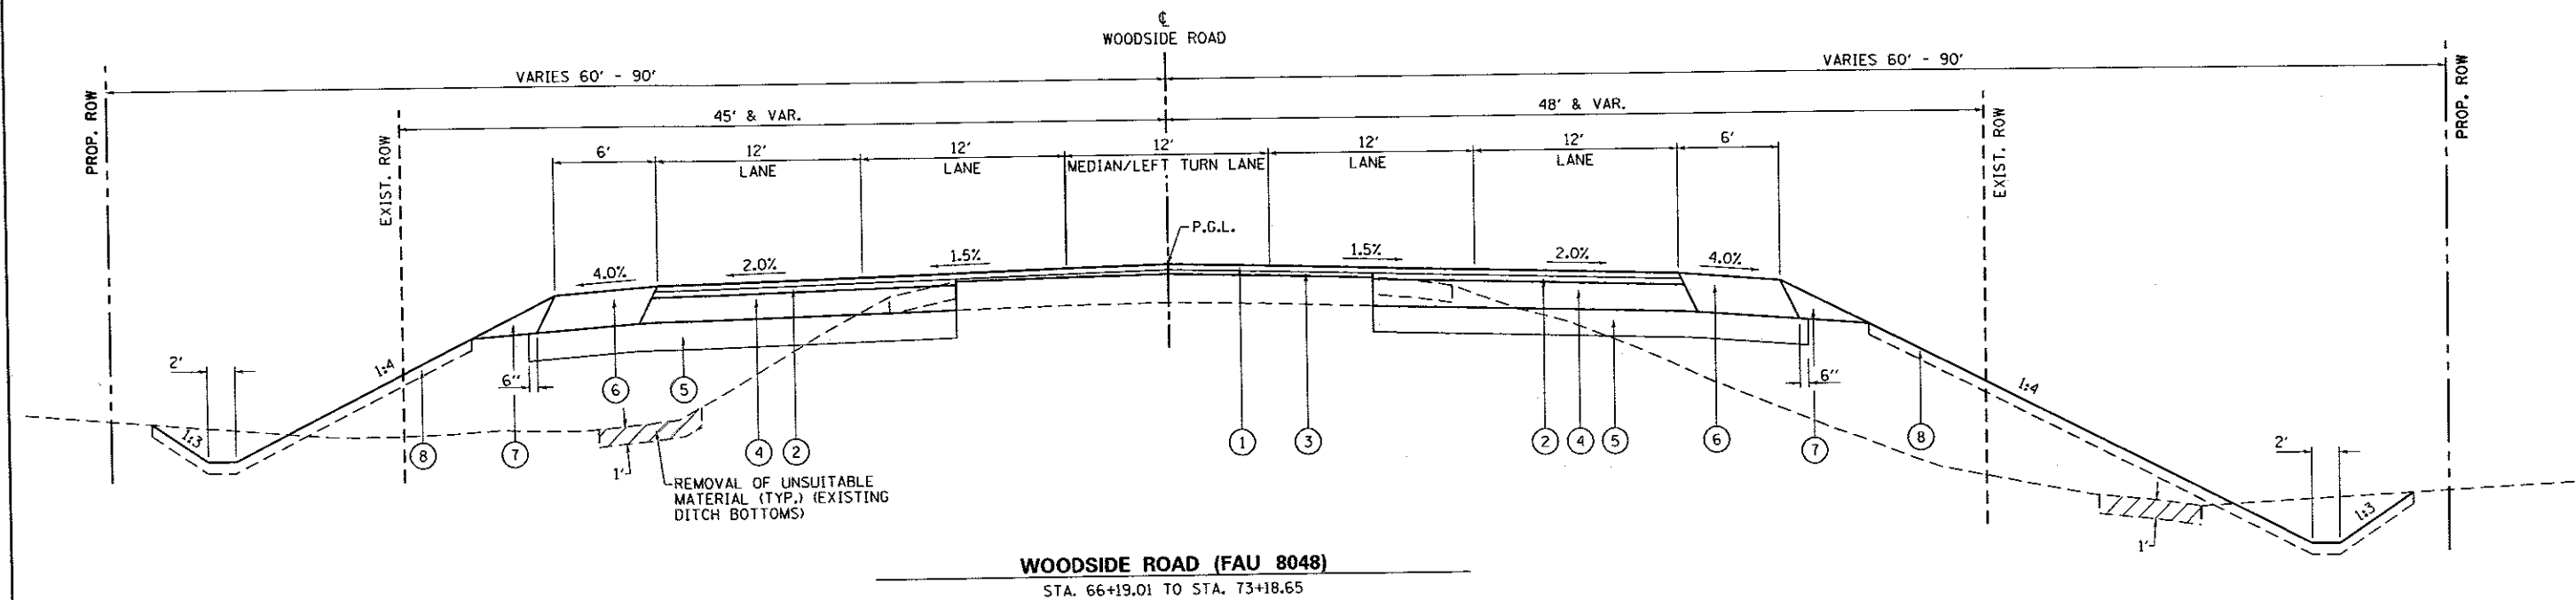 ℄
WOODSIDE ROAD
VARIES 60' - 90'
VARIES 60' - 90'
PROP. ROW
PROP. ROW
45' & VAR.
48' & VAR.
EXIST. ROW
EXIST. ROW
6'
12'
LANE
12'
LANE
12'
MEDIAN/LEFT TURN LANE
12'
LANE
12'
LANE
6'
P.G.L.
4.0%
2.0%
1.5%
1.5%
2.0%
4.0%
2'
1:4
1:3
6"
6"
1:4
2'
1:3
8
7
6
5
4
2
1
3
2
4
5
6
7
8
1'
1'
REMOVAL OF UNSUITABLE
MATERIAL (TYP.) (EXISTING
DITCH BOTTOMS)
WOODSIDE ROAD (FAU 8048)
STA. 66+19.01 TO STA. 73+18.65